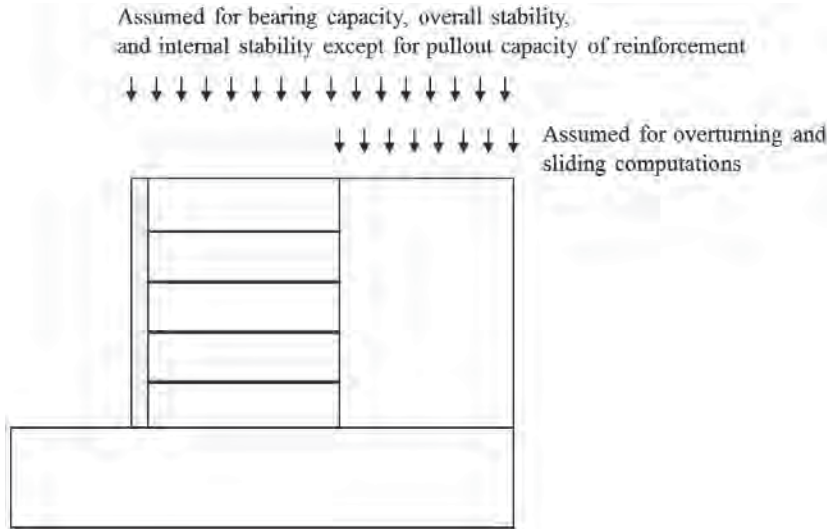 Assumed for bearing capacity, overall stability,
and internal stability except for pullout capacity of reinforcement
Assumed for overturning and
sliding computations